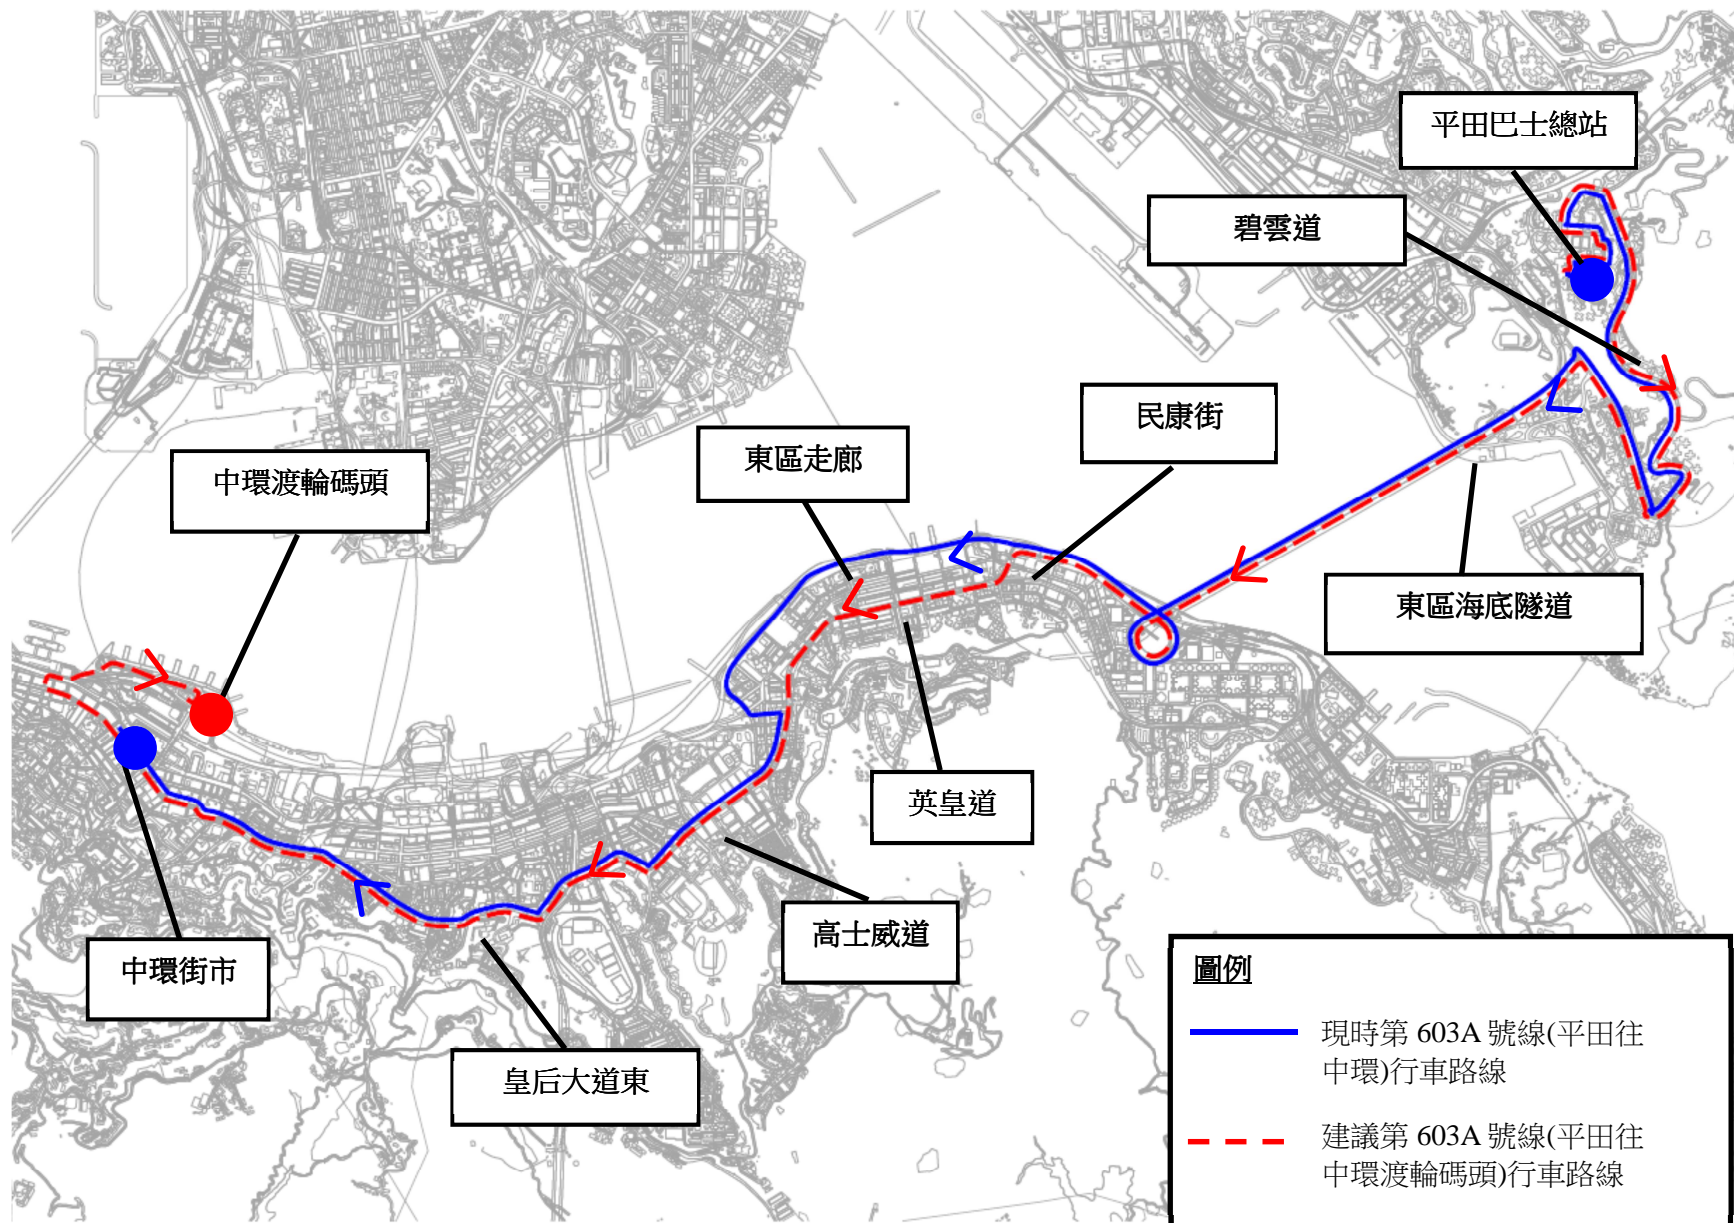 平田巴士總站
碧雲道
民康街
東區走廊
中環渡輪碼頭
東區海底隧道
英皇道
高士威道
中環街市
皇后大道東
圖例
現時第 603A 號線(平田往
中環)行車路線
建議第 603A 號線(平田往
中環渡輪碼頭)行車路線